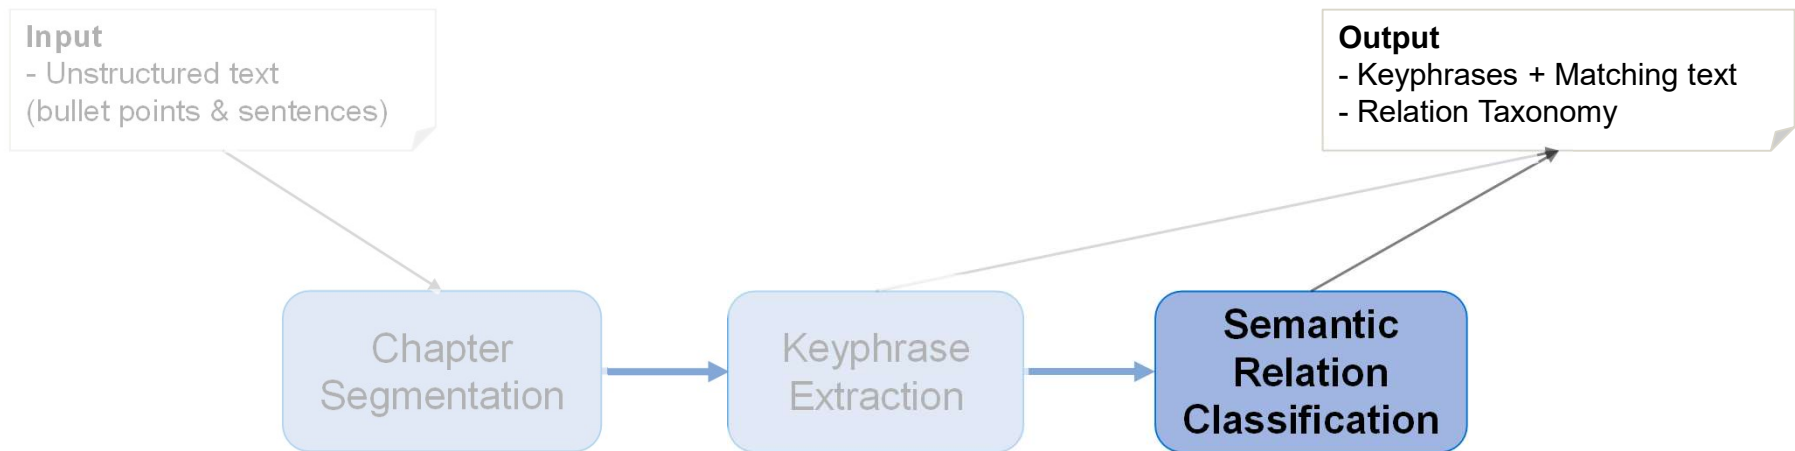 Input
- Unstructured text
(bullet points & sentences)
Output
- Keyphrases + Matching text
- Relation Taxonomy
Chapter
Segmentation
Keyphrase
Extraction
Semantic
Relation
Classification